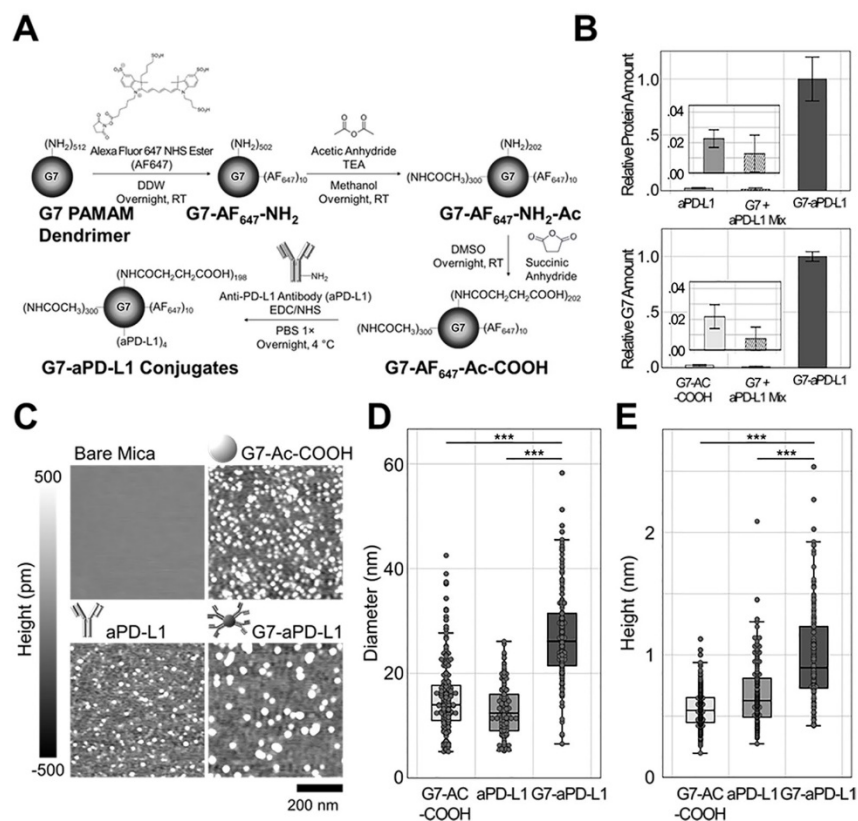 A
SO₃H
Alexa Fluor 647 NHS Ester
(AF647)
DDW
Overnight, RT
(NH₂)₅₁₂
G7
G7 PAMAM
Dendrimer
(NH₂)₅₀₂
G7
(AF₆₄₇)₁₀
G7-AF₆₄₇-NH₂
Acetic Anhydride
TEA
Methanol
Overnight, RT
(NH₂)₂₀₂
(NHCOCH₃)₃₀₀
G7
(AF₆₄₇)₁₀
G7-AF₆₄₇-NH₂-Ac
DMSO
Overnight, RT
Succinic
Anhydride
(NHCOCH₂CH₂COOH)₂₀₂
(NHCOCH₃)₃₀₀
G7
(AF₆₄₇)₁₀
G7-AF₆₄₇-Ac-COOH
NH₂
Anti-PD-L1 Antibody (aPD-L1)
EDC/NHS
PBS 1×
Overnight, 4 °C
(NHCOCH₂CH₂COOH)₁₉₈
(NHCOCH₃)₃₀₀
G7
(AF₆₄₇)₁₀
(aPD-L1)₄
G7-aPD-L1 Conjugates
B
Relative Protein Amount
1.0
.5
.0
.04
.02
.00
aPD-L1
G7 +
aPD-L1 Mix
G7-aPD-L1
Relative G7 Amount
1.0
.5
.0
.04
.02
.00
G7-AC
-COOH
G7 +
aPD-L1 Mix
G7-aPD-L1
C
500
Height (pm)
-500
Bare Mica
G7-Ac-COOH
aPD-L1
G7-aPD-L1
200 nm
D
***
***
Diameter (nm)
60
40
20
0
G7-AC
-COOH
aPD-L1
G7-aPD-L1
E
***
***
Height (nm)
2
1
0
G7-AC
-COOH
aPD-L1
G7-aPD-L1